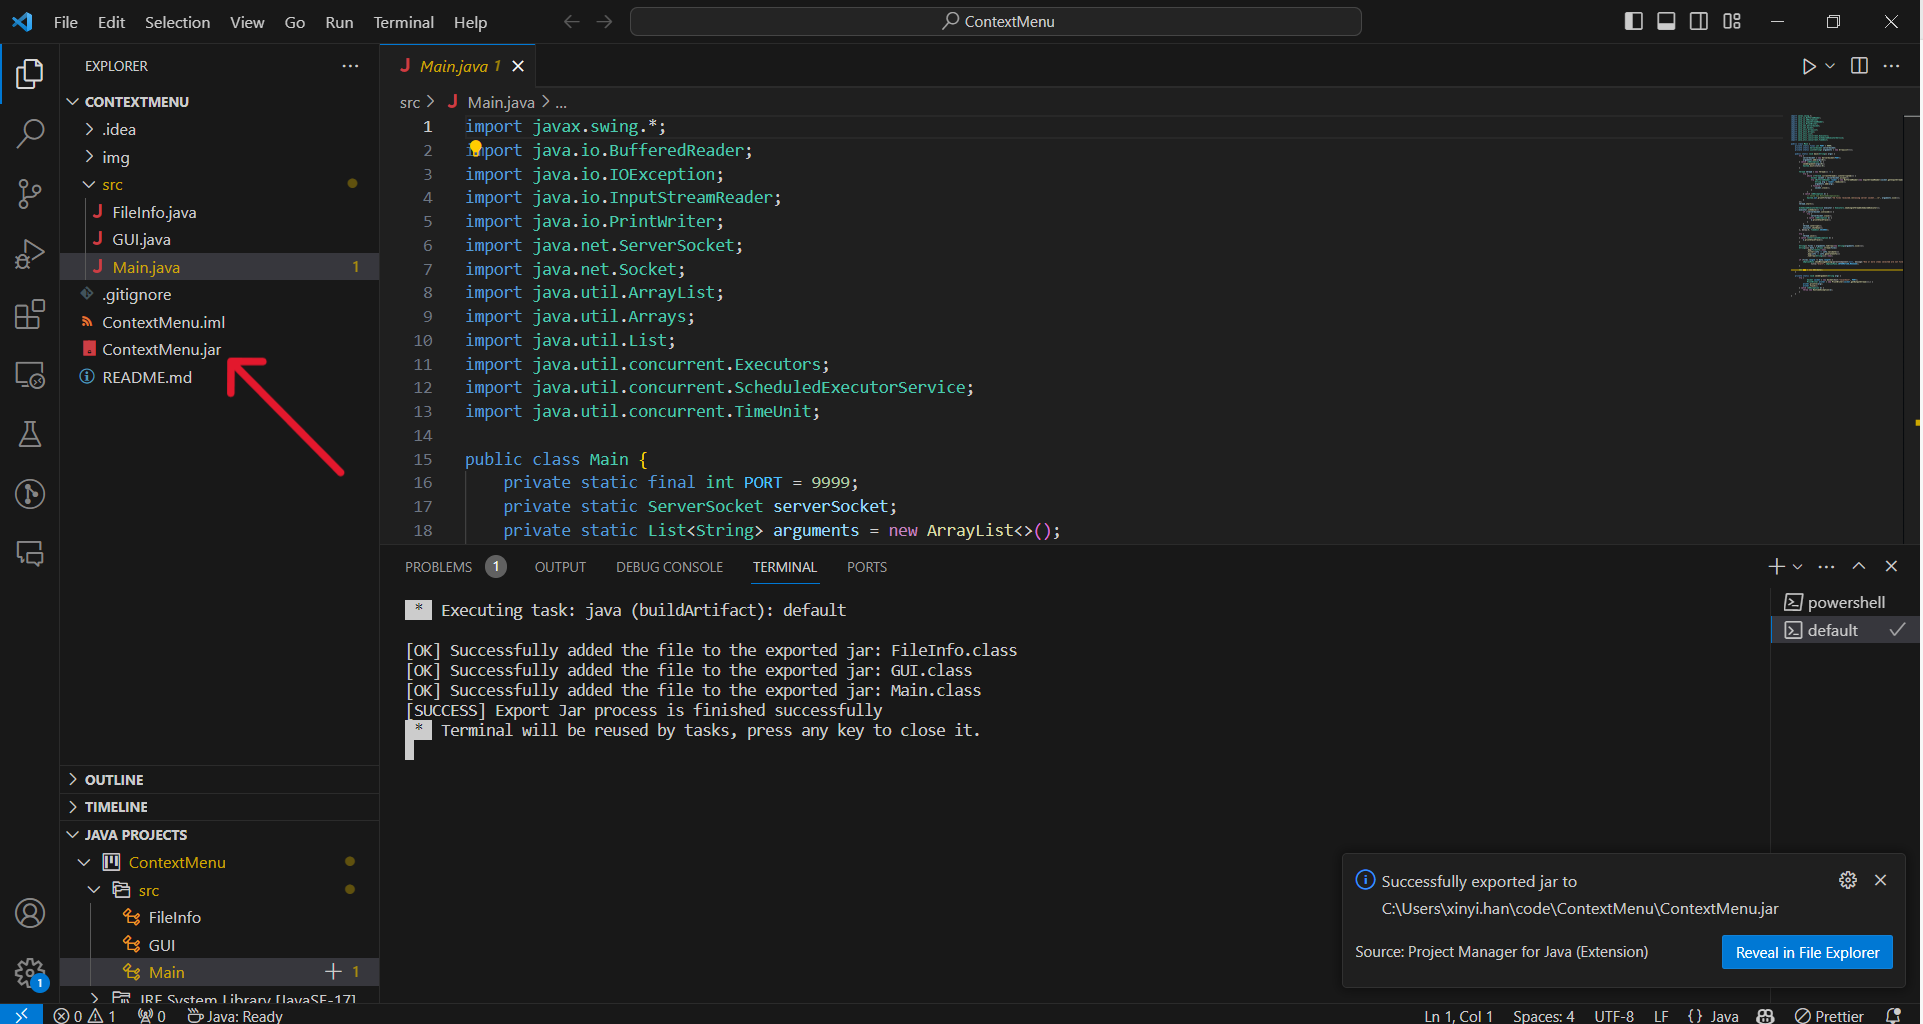 File Edit Selection View Go Run Terminal Help
ContextMenu
EXPLORER
CONTEXTMENU
.idea
img
src
FileInfo.java
GUI.java
Main.java 1
.gitignore
ContextMenu.iml
ContextMenu.jar
README.md
OUTLINE
TIMELINE
JAVA PROJECTS
ContextMenu
src
FileInfo
GUI
Main 1
JRE System Library [JavaSE-17]
Main.java 1
src > Main.java > ...
1 import javax.swing.*;
2 import java.io.BufferedReader;
3 import java.io.IOException;
4 import java.io.InputStreamReader;
5 import java.io.PrintWriter;
6 import java.net.ServerSocket;
7 import java.net.Socket;
8 import java.util.ArrayList;
9 import java.util.Arrays;
10 import java.util.List;
11 import java.util.concurrent.Executors;
12 import java.util.concurrent.ScheduledExecutorService;
13 import java.util.concurrent.TimeUnit;
14
15 public class Main {
16 private static final int PORT = 9999;
17 private static ServerSocket serverSocket;
18 private static List<String> arguments = new ArrayList<>();
PROBLEMS 1 OUTPUT DEBUG CONSOLE TERMINAL PORTS
* Executing task: java (buildArtifact): default
[OK] Successfully added the file to the exported jar: FileInfo.class
[OK] Successfully added the file to the exported jar: GUI.class
[OK] Successfully added the file to the exported jar: Main.class
[SUCCESS] Export Jar process is finished successfully
* Terminal will be reused by tasks, press any key to close it.
powershell
default
Successfully exported jar to
C:\Users\xinyi.han\code\ContextMenu\ContextMenu.jar
Source: Project Manager for Java (Extension)
Reveal in File Explorer
1
0 1 0 Java: Ready
Ln 1, Col 1 Spaces: 4 UTF-8 LF {} Java Prettier